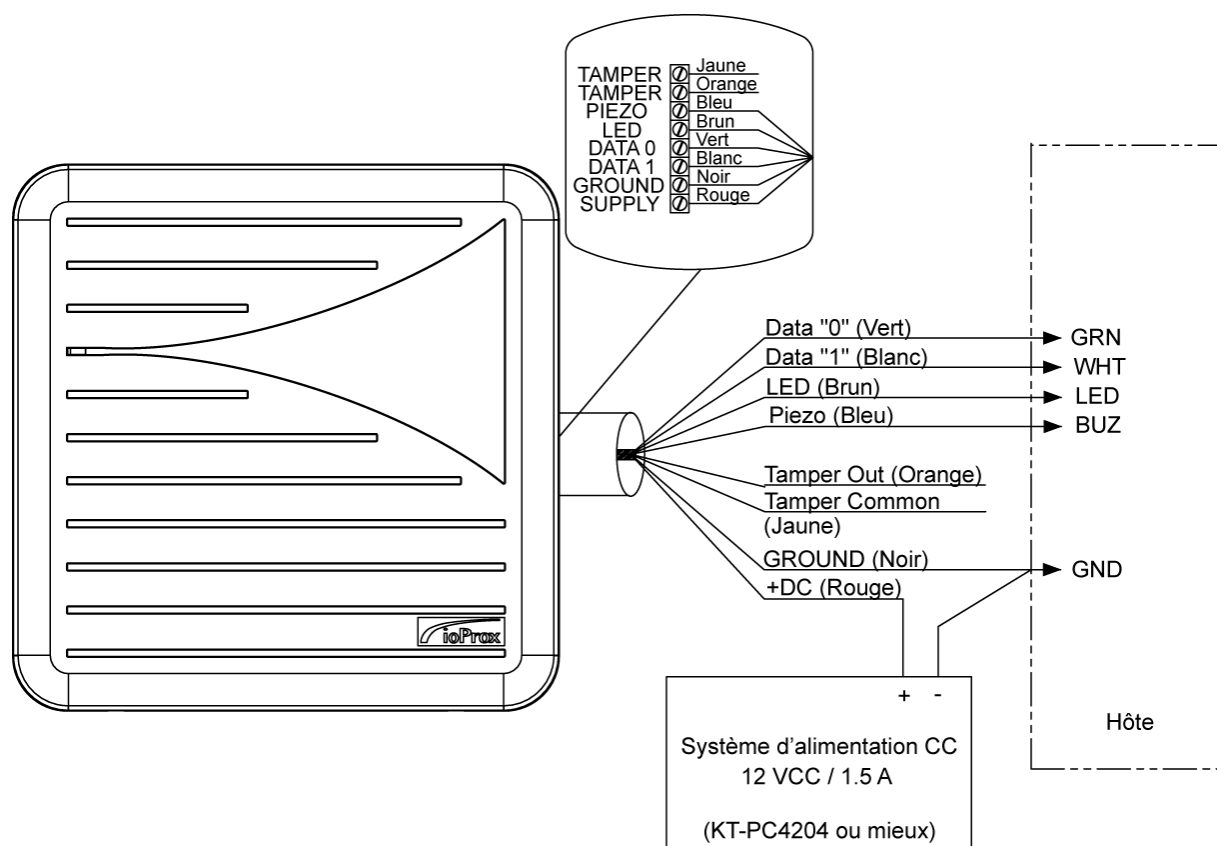 TAMPER Jaune
TAMPER Orange
PIEZO Bleu
LED Brun
DATA 0 Vert
DATA 1 Blanc
GROUND Noir
SUPPLY Rouge
Data "0" (Vert) GRN
Data "1" (Blanc) WHT
LED (Brun) LED
Piezo (Bleu) BUZ
Tamper Out (Orange)
Tamper Common
(Jaune)
GROUND (Noir) GND
+DC (Rouge)
ioProx
+ -
Système d'alimentation CC
12 VCC / 1.5 A
(KT-PC4204 ou mieux)
Hôte